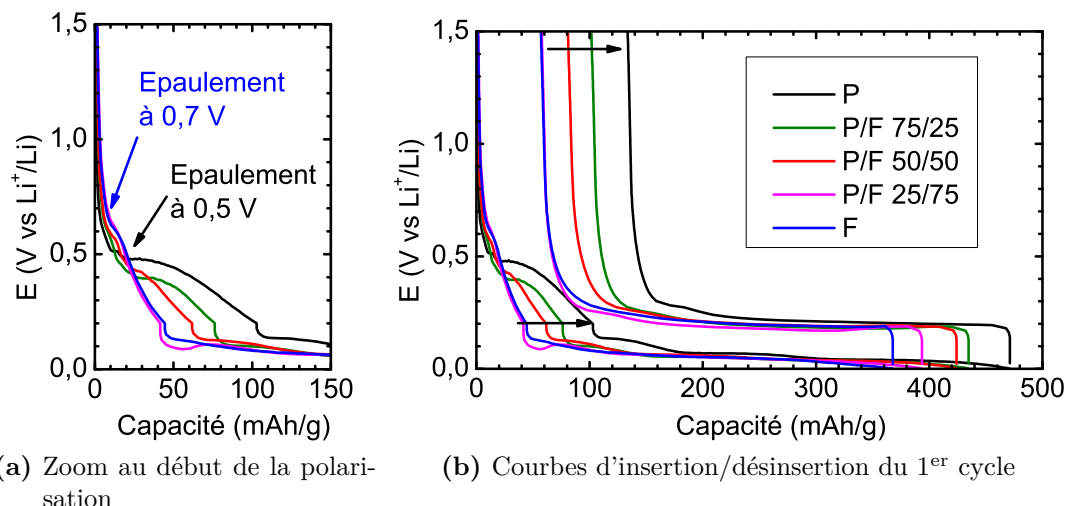 1,5
1,0
0,5
0,0
E (V vs Li⁺/Li)
Epaulement
à 0,7 V
Epaulement
à 0,5 V
0 50 100 150
Capacité (mAh/g)
(a) Zoom au début de la polari-
sation
1,5
1,0
0,5
0,0
E (V vs Li⁺/Li)
P
P/F 75/25
P/F 50/50
P/F 25/75
F
0 100 200 300 400 500
Capacité (mAh/g)
(b) Courbes d'insertion/désinsertion du 1ᵉʳ cycle